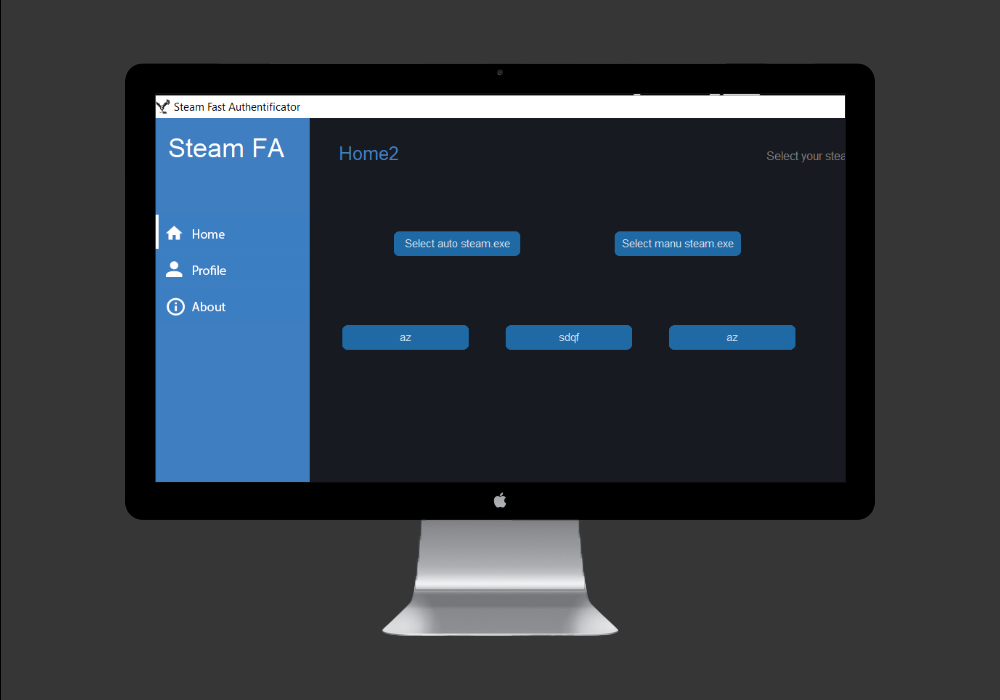 Steam Fast Authentificator
Steam FA
Home
Profile
About
Home2
Select your stea
Select auto steam.exe
Select manu steam.exe
az
sdqf
az